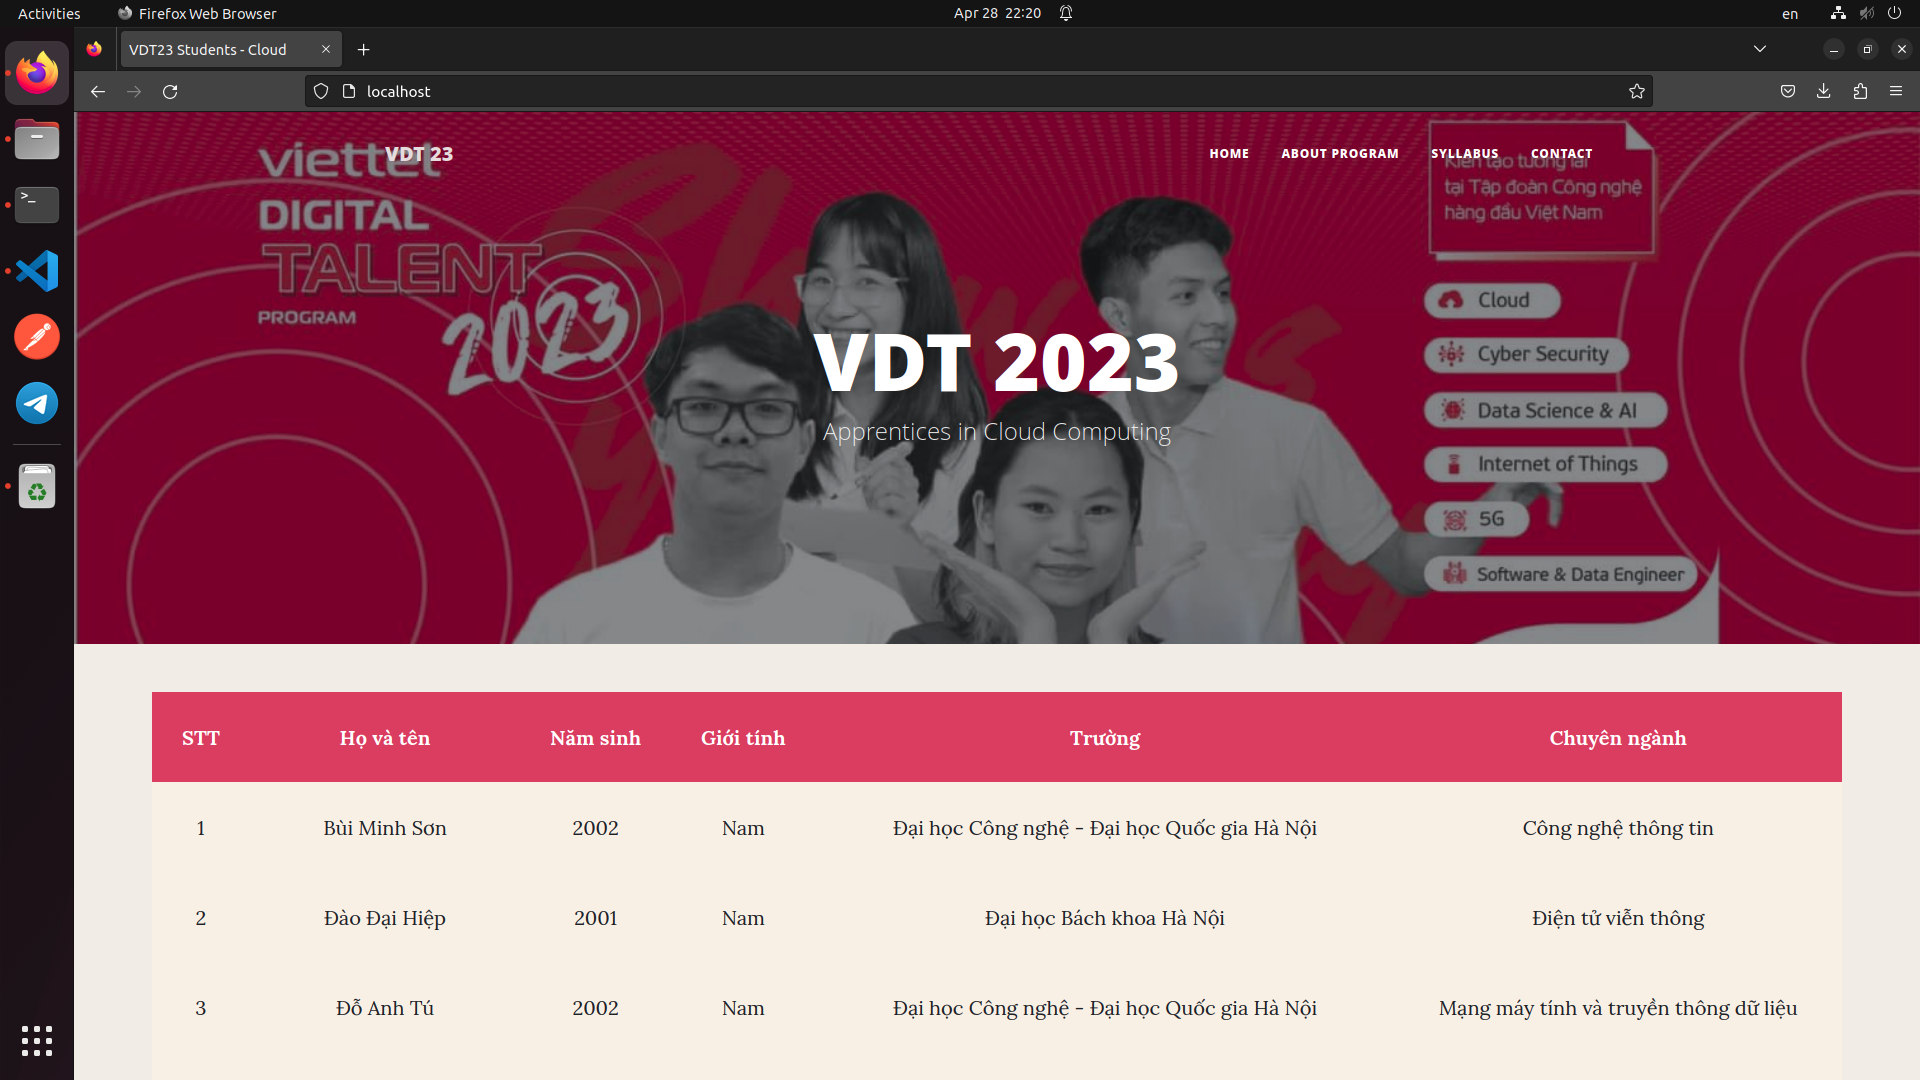 Activities
Firefox Web Browser
Apr 28 22:20
en
VDT23 Students - Cloud
localhost
VDT 23
HOME
ABOUT PROGRAM
SYLLABUS
CONTACT
viettel
DIGITAL
TALENT
2023
PROGRAM
Kiến tạo tương lai
tại Tập đoàn Công nghệ
hàng đầu Việt Nam
Cloud
Cyber Security
Data Science & AI
Internet of Things
5G
Software & Data Engineer
VDT 2023
Apprentices in Cloud Computing
STT Họ và tên Năm sinh Giới tính Trường Chuyên ngành
1 Bùi Minh Sơn 2002 Nam Đại học Công nghệ - Đại học Quốc gia Hà Nội Công nghệ thông tin
2 Đào Đại Hiệp 2001 Nam Đại học Bách khoa Hà Nội Điện tử viễn thông
3 Đỗ Anh Tú 2002 Nam Đại học Công nghệ - Đại học Quốc gia Hà Nội Mạng máy tính và truyền thông dữ liệu